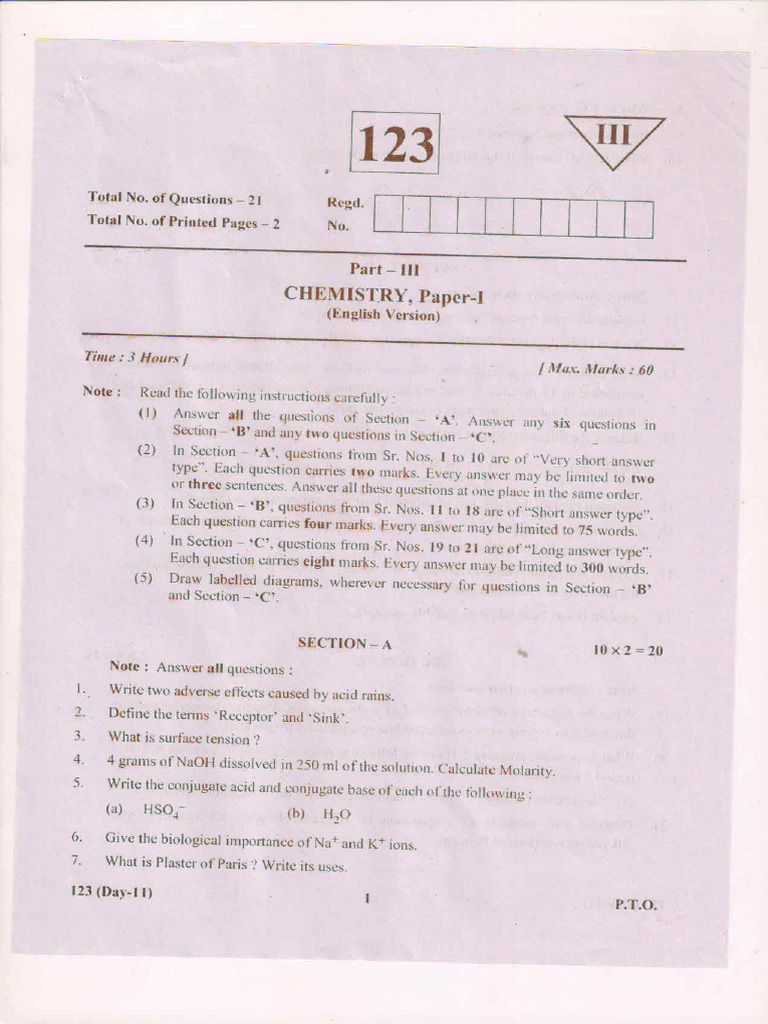 123
III
Total No. of Questions – 21
Regd.
Total No. of Printed Pages – 2
No.
Part – III
CHEMISTRY, Paper-I
(English Version)
Time : 3 Hours ]
[ Max. Marks : 60
Note : Read the following instructions carefully :
(1) Answer all the questions of Section – ‘A’. Answer any six questions in
Section – ‘B’ and any two questions in Section – ‘C’.
(2) In Section – ‘A’, questions from Sr. Nos. 1 to 10 are of “Very short answer
type”. Each question carries two marks. Every answer may be limited to two
or three sentences. Answer all these questions at one place in the same order.
(3) In Section – ‘B’, questions from Sr. Nos. 11 to 18 are of “Short answer type”.
Each question carries four marks. Every answer may be limited to 75 words.
(4) In Section – ‘C’, questions from Sr. Nos. 19 to 21 are of “Long answer type”.
Each question carries eight marks. Every answer may be limited to 300 words.
(5) Draw labelled diagrams, wherever necessary for questions in Section – ‘B’
and Section – ‘C’.
SECTION – A
10 × 2 = 20
Note : Answer all questions :
1. Write two adverse effects caused by acid rains.
2. Define the terms ‘Receptor’ and ‘Sink’.
3. What is surface tension ?
4. 4 grams of NaOH dissolved in 250 ml of the solution. Calculate Molarity.
5. Write the conjugate acid and conjugate base of each of the following :
(a) HSO₄⁻ (b) H₂O
6. Give the biological importance of Na⁺ and K⁺ ions.
7. What is Plaster of Paris ? Write its uses.
123 (Day-11)
1
P.T.O.